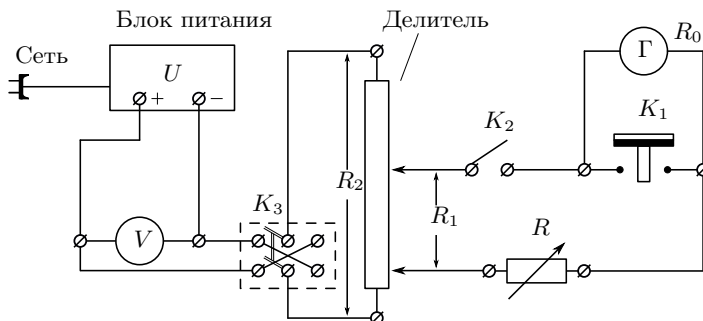 Блок питания
Делитель
Сеть
U
+ −
R₀
Г
K₁
K₂
K₃
R₂
R₁
V
R